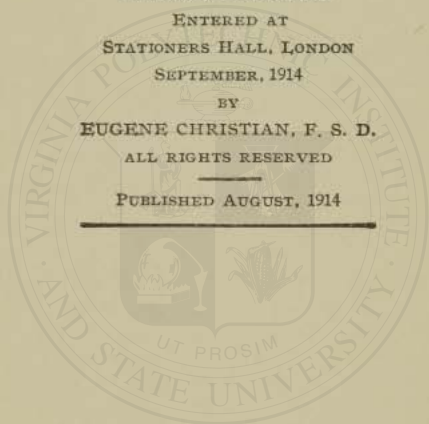 ENTERED AT
STATIONERS HALL, LONDON
SEPTEMBER, 1914
BY
EUGENE CHRISTIAN, F. S. D.
ALL RIGHTS RESERVED
PUBLISHED AUGUST, 1914
VIRGINIA POLYTECHNIC INSTITUTE
AND STATE UNIVERSITY
UT PROSIM